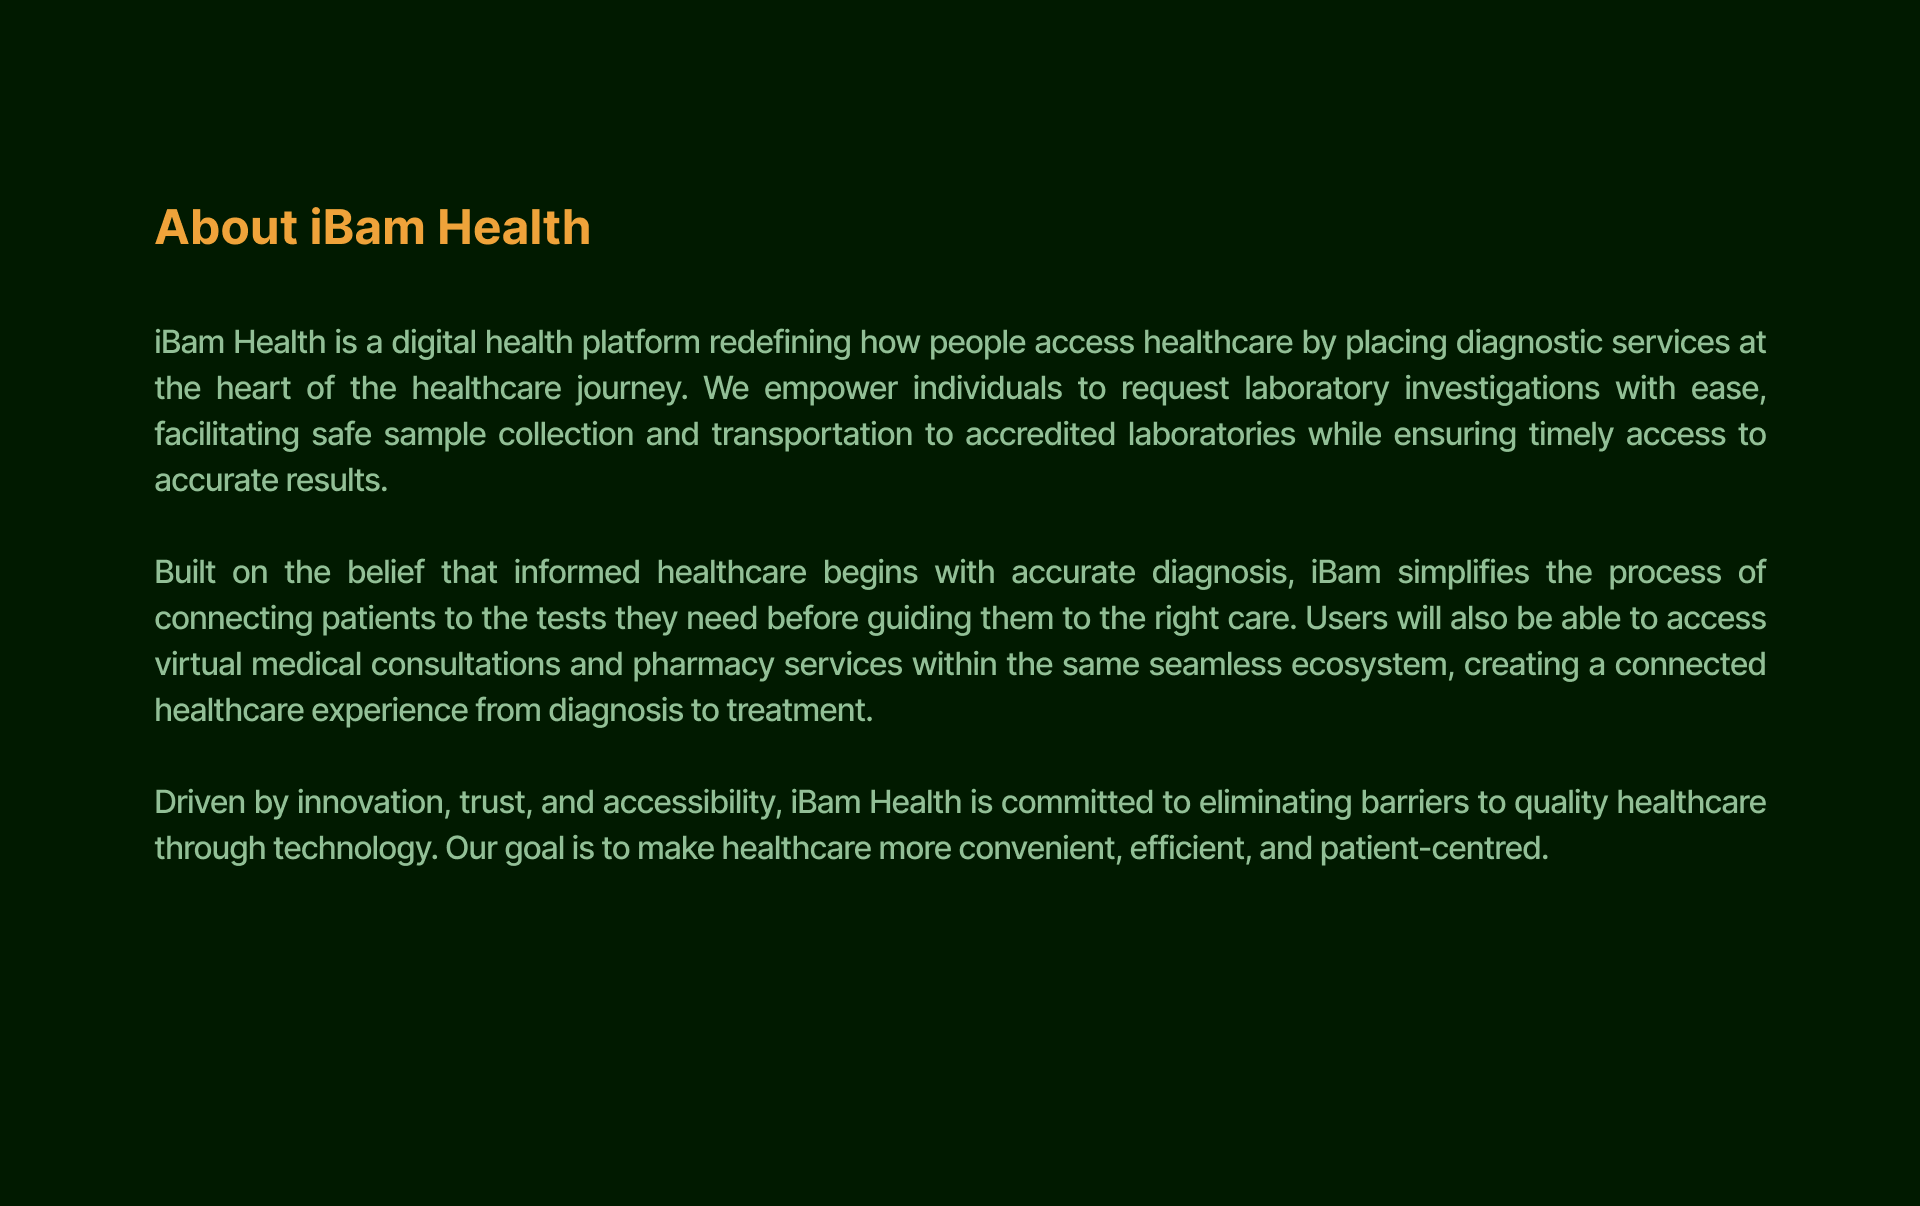 About iBam Health
iBam Health is a digital health platform redefining how people access healthcare by placing diagnostic services at
the heart of the healthcare journey. We empower individuals to request laboratory investigations with ease,
facilitating safe sample collection and transportation to accredited laboratories while ensuring timely access to
accurate results.
Built on the belief that informed healthcare begins with accurate diagnosis, iBam simplifies the process of
connecting patients to the tests they need before guiding them to the right care. Users will also be able to access
virtual medical consultations and pharmacy services within the same seamless ecosystem, creating a connected
healthcare experience from diagnosis to treatment.
Driven by innovation, trust, and accessibility, iBam Health is committed to eliminating barriers to quality healthcare
through technology. Our goal is to make healthcare more convenient, efficient, and patient-centred.